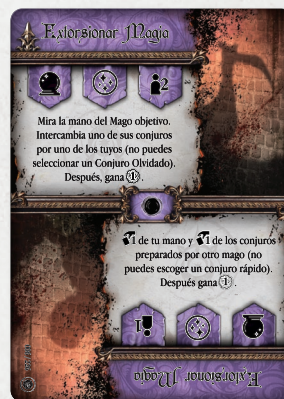 Extorsionar Magia
2
Mira la mano del Mago objetivo.
Intercambia uno de sus conjuros
por uno de los tuyos (no puedes
seleccionar un Conjuro Olvidado).
Después, gana 1.
1 de tu mano y 1 de los conjuros
preparados por otro mago (no
puedes escoger un conjuro rápido).
Después gana 1.
1
Extorsionar Magia